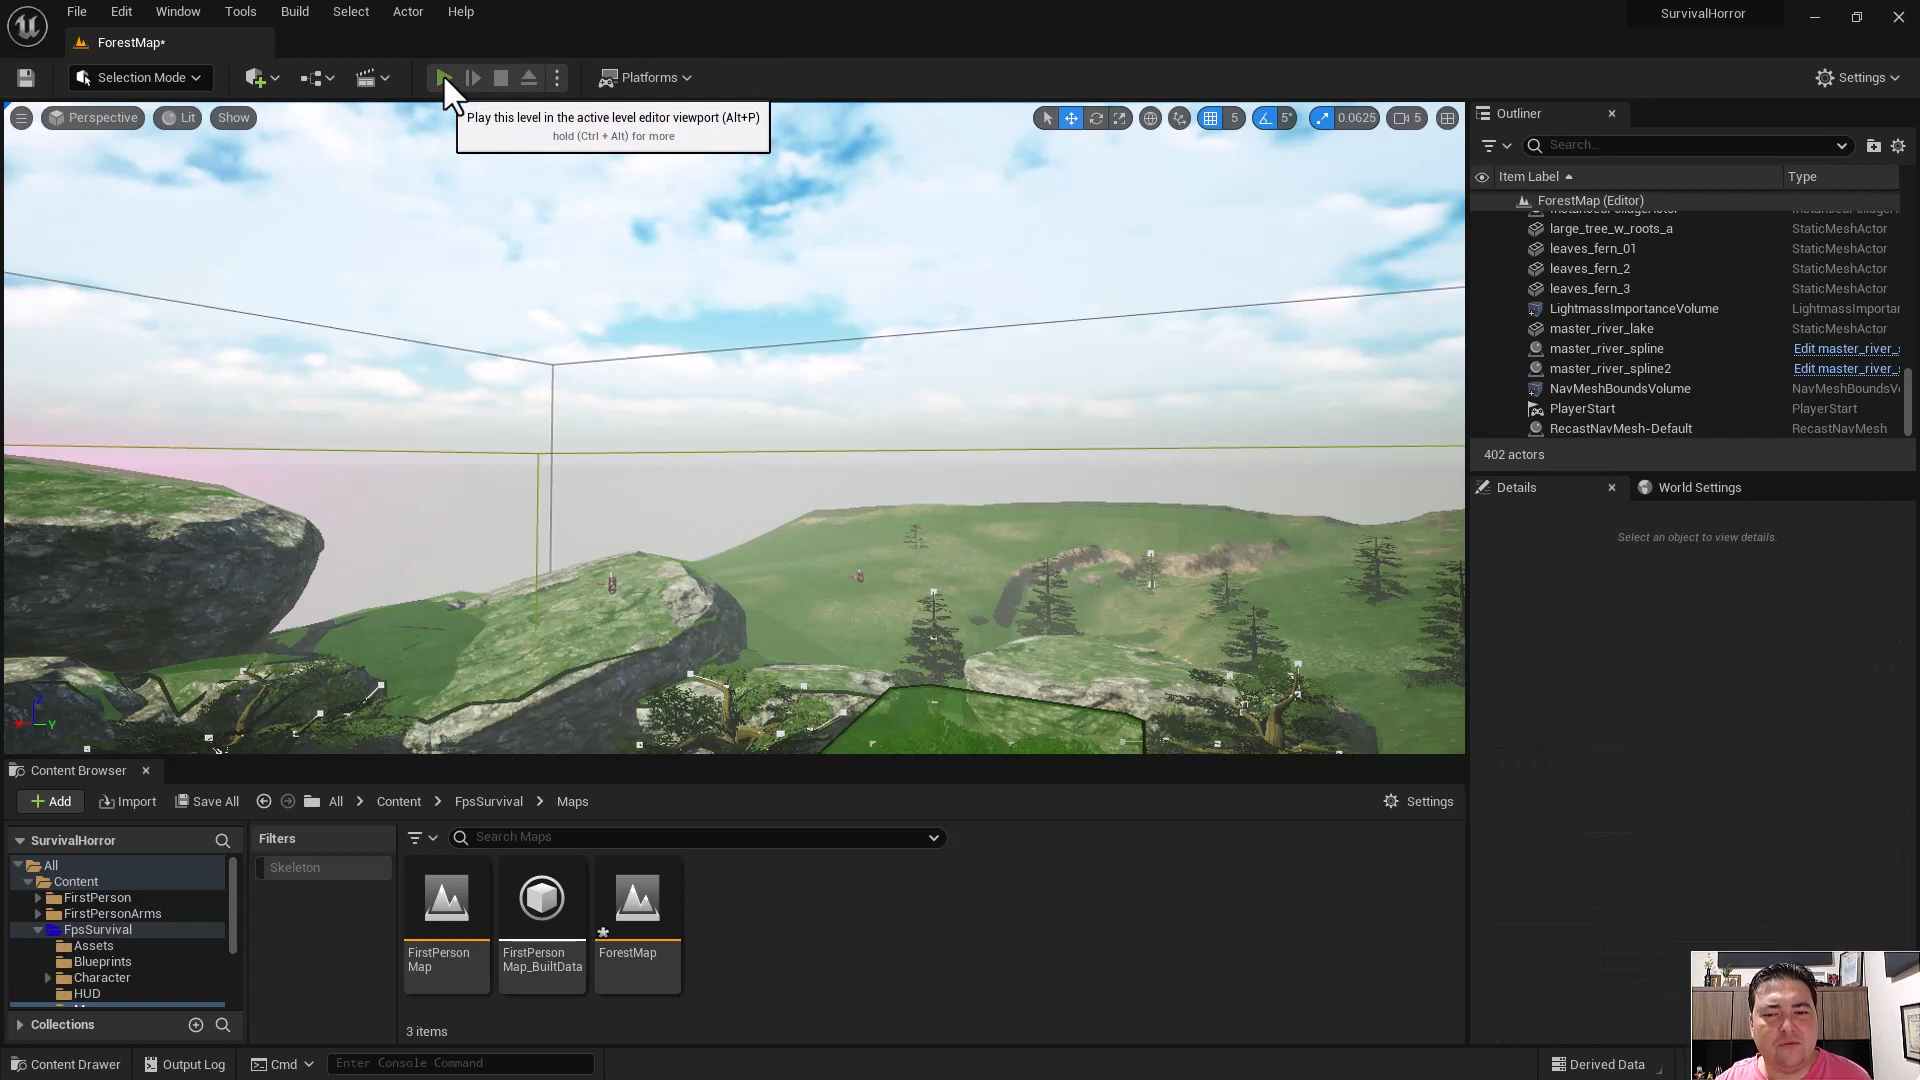 File Edit Window Tools Build Select Actor Help
SurvivalHorror
ForestMap*
Selection Mode
Platforms
Settings
Perspective Lit Show
Play this level in the active level editor viewport (Alt+P)
hold (Ctrl + Alt) for more
5 5° 0.0625 5
Outliner
Search...
Item Label Type
ForestMap (Editor)
large_tree_w_roots_a StaticMeshActor
leaves_fern_01 StaticMeshActor
leaves_fern_2 StaticMeshActor
leaves_fern_3 StaticMeshActor
LightmassImportanceVolume LightmassImportar
master_river_lake StaticMeshActor
master_river_spline Edit master_river_s
master_river_spline2 Edit master_river_s
NavMeshBoundsVolume NavMeshBoundsVo
PlayerStart PlayerStart
RecastNavMesh-Default RecastNavMesh
402 actors
Details World Settings
Select an object to view details.
Y
Content Browser
Add Import Save All All Content FpsSurvival Maps Settings
SurvivalHorror
All
Content
FirstPerson
FirstPersonArms
FpsSurvival
Assets
Blueprints
Character
HUD
Collections
Filters
Skeleton
Search Maps
FirstPerson
Map
FirstPerson
Map_BuiltData
ForestMap
3 items
Content Drawer Output Log Cmd Enter Console Command Derived Data